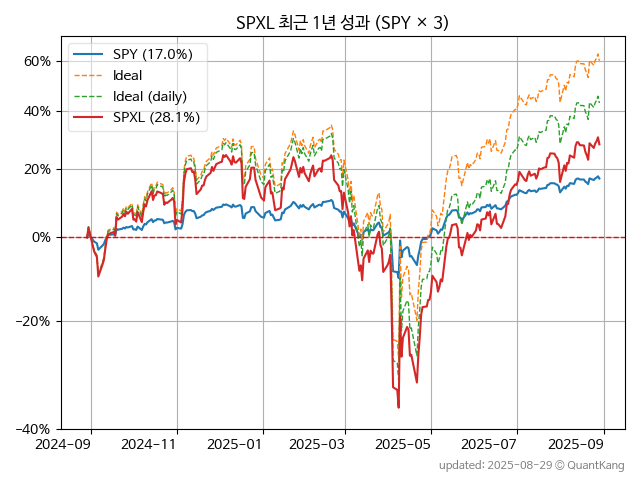 SPXL 최근 1년 성과 (SPY × 3)
SPY (17.0%)
Ideal
Ideal (daily)
SPXL (28.1%)
60%
40%
20%
0%
−20%
−40%
2024−09 2024−11 2025−01 2025−03 2025−05 2025−07 2025−09
updated: 2025-08-29 © QuantKang